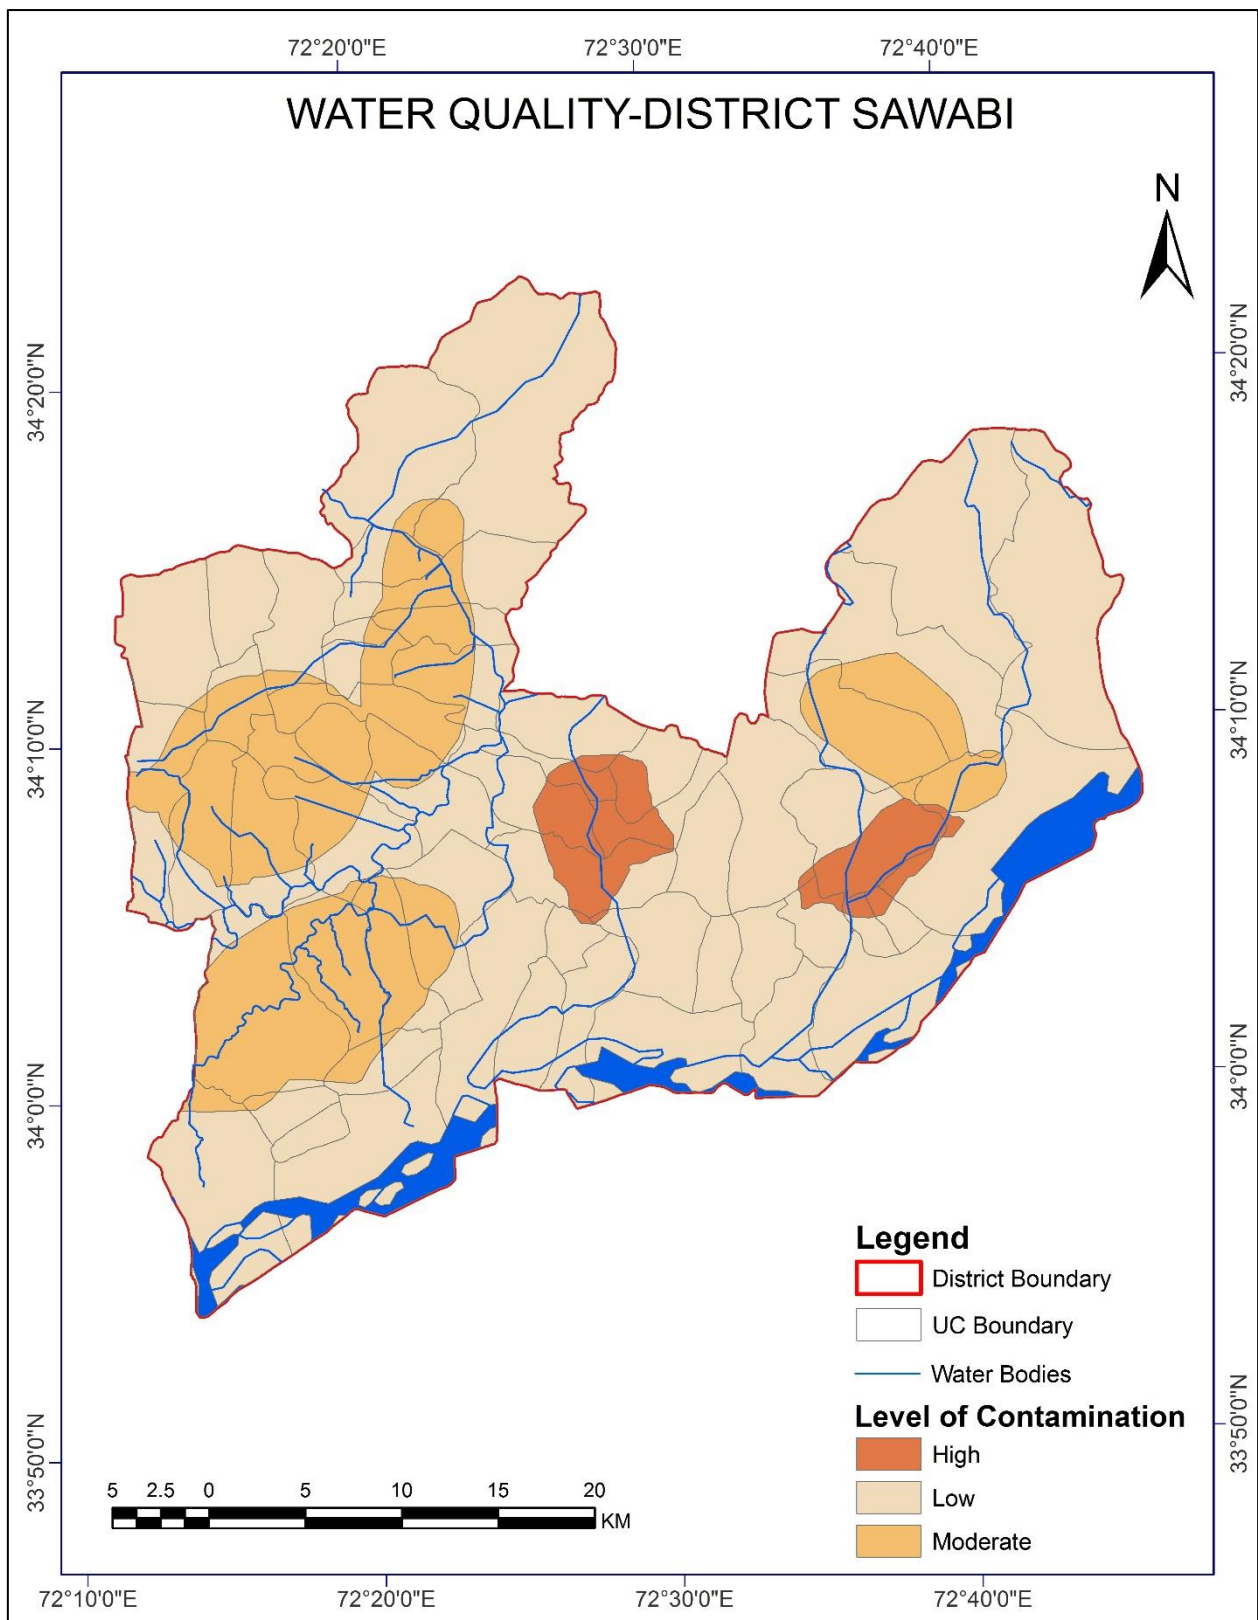 72°20'0"E 72°30'0"E 72°40'0"E
WATER QUALITY-DISTRICT SAWABI
N
34°20'0"N 34°20'0"N
34°10'0"N 34°10'0"N
34°0'0"N 34°0'0"N
Legend
District Boundary
UC Boundary
Water Bodies
Level of Contamination
High
Low
Moderate
33°50'0"N 33°50'0"N
5 2.5 0 5 10 15 20
KM
72°10'0"E 72°20'0"E 72°30'0"E 72°40'0"E